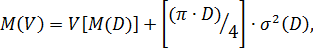 M(V) = V[M(D)] + [(π · D)/4] · σ²(D),